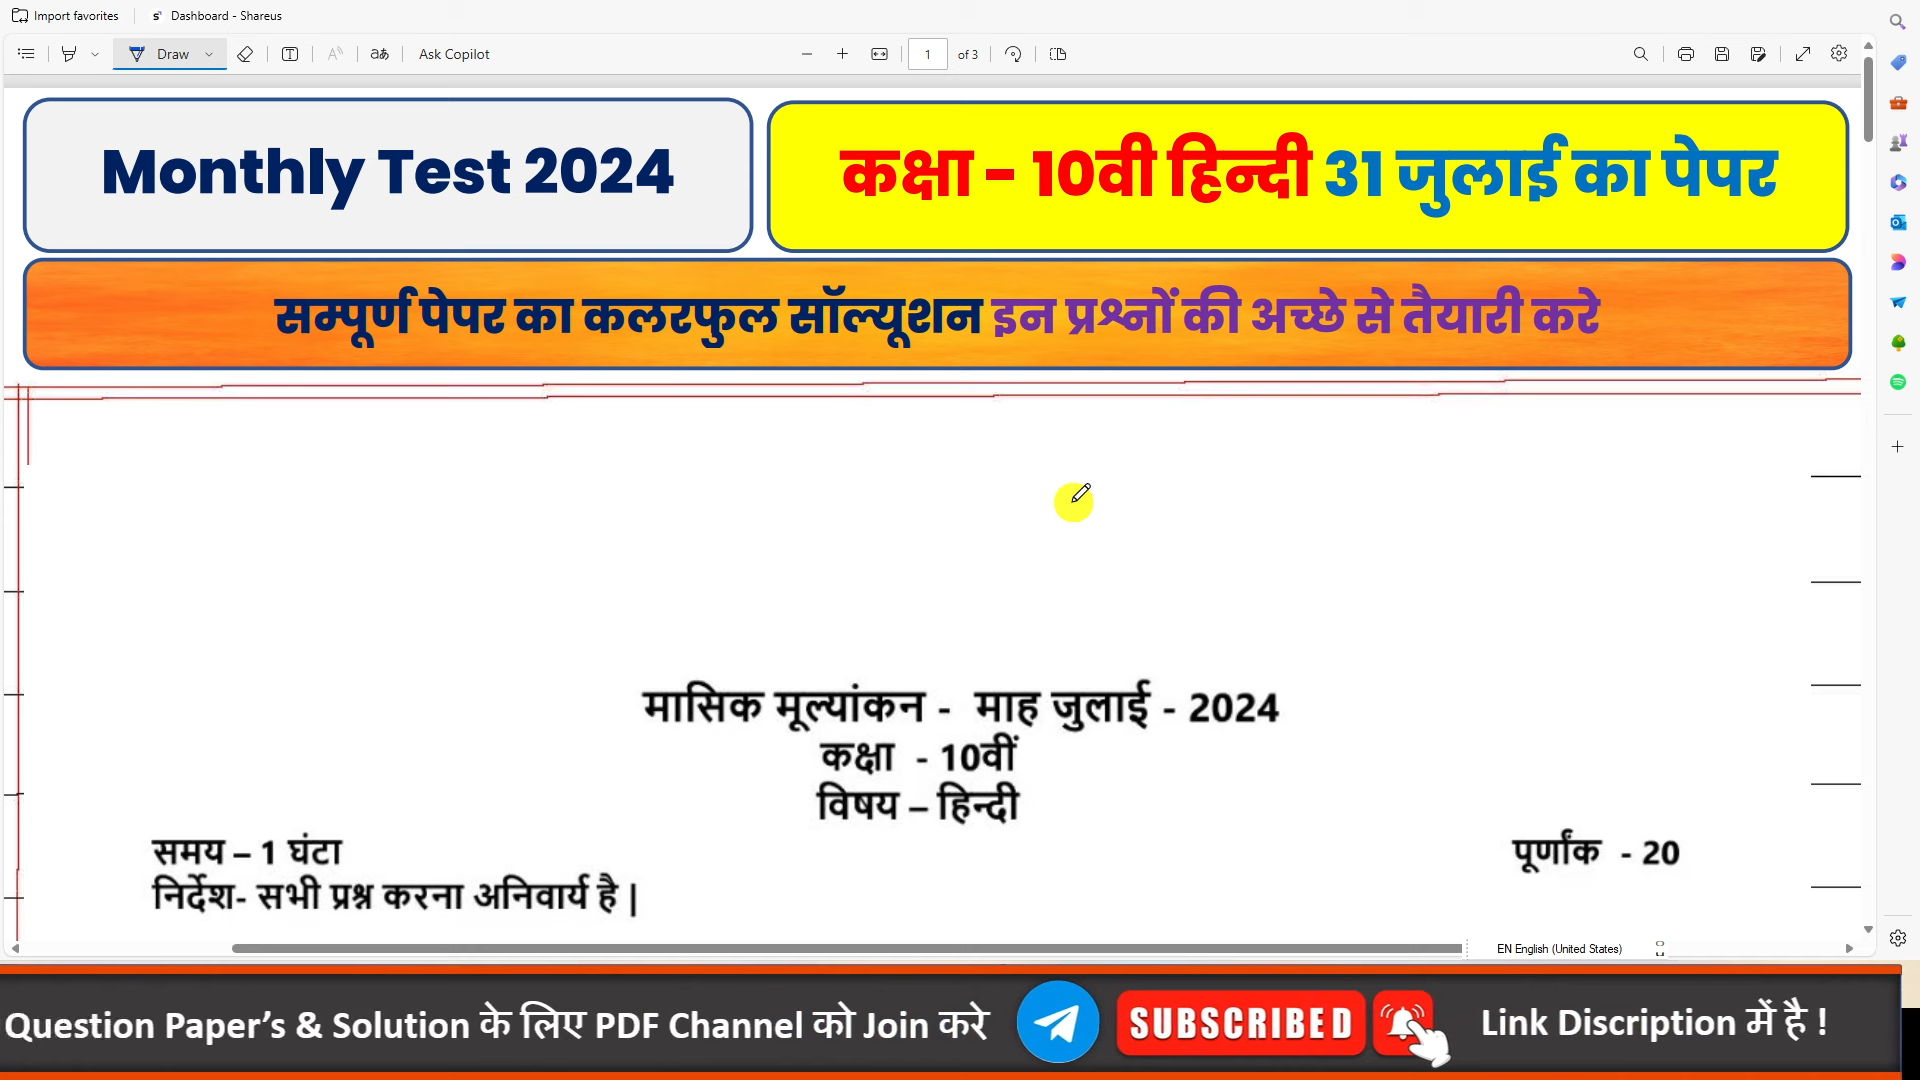 Import favorites
Dashboard - Shareus
Draw
aあ
Ask Copilot
1 of 3
Monthly Test 2024
कक्षा - 10वी हिन्दी 31 जुलाई का पेपर
सम्पूर्ण पेपर का कलरफुल सॉल्यूशन इन प्रश्नों की अच्छे से तैयारी करे
मासिक मूल्यांकन - माह जुलाई - 2024
कक्षा - 10वीं
विषय – हिन्दी
समय – 1 घंटा
पूर्णांक - 20
निर्देश- सभी प्रश्न करना अनिवार्य है |
EN English (United States)
Question Paper’s & Solution के लिए PDF Channel को Join करे
SUBSCRIBED
Link Discription में है !